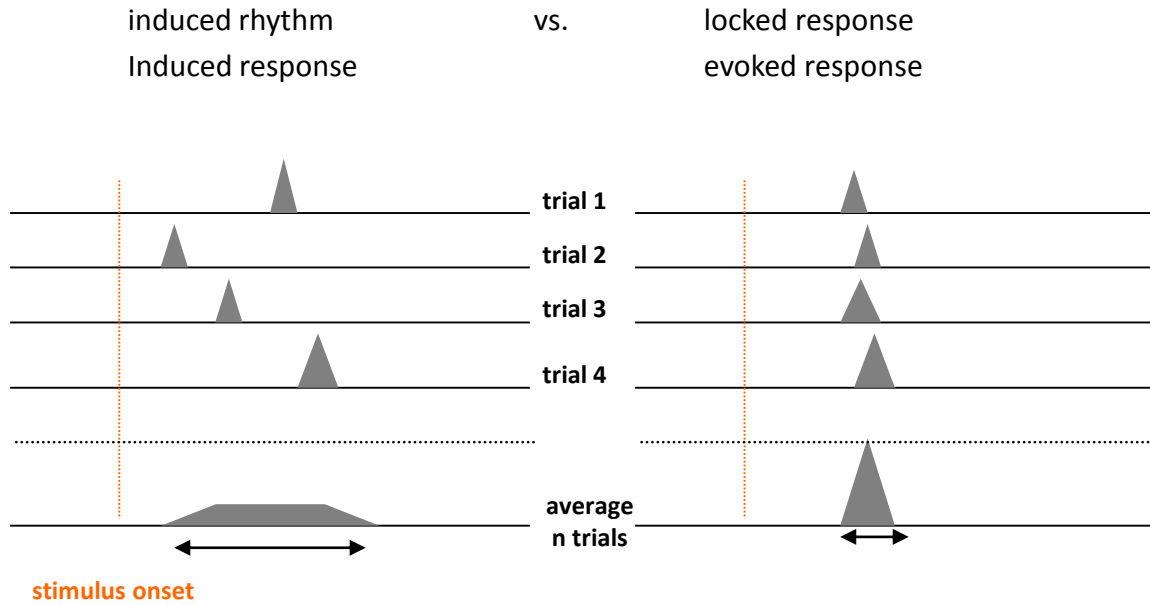 induced rhythm vs. locked response
Induced response evoked response
trial 1
trial 2
trial 3
trial 4
average
n trials
stimulus onset